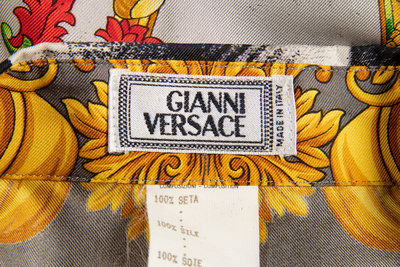 GIANNI
VERSACE
MADE IN ITALY
100% SETA
100% SILK
100% SOIE